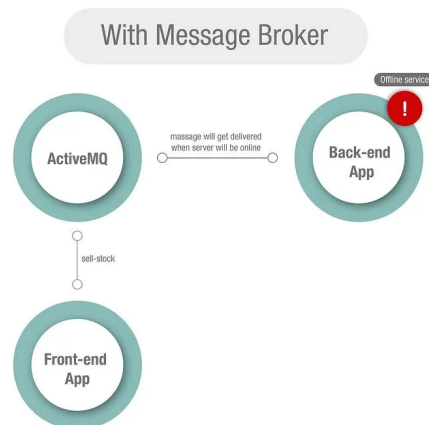 With Message Broker
Offline service
!
ActiveMQ
massage will get delivered
when server will be online
Back-end
App
sell-stock
Front-end
App